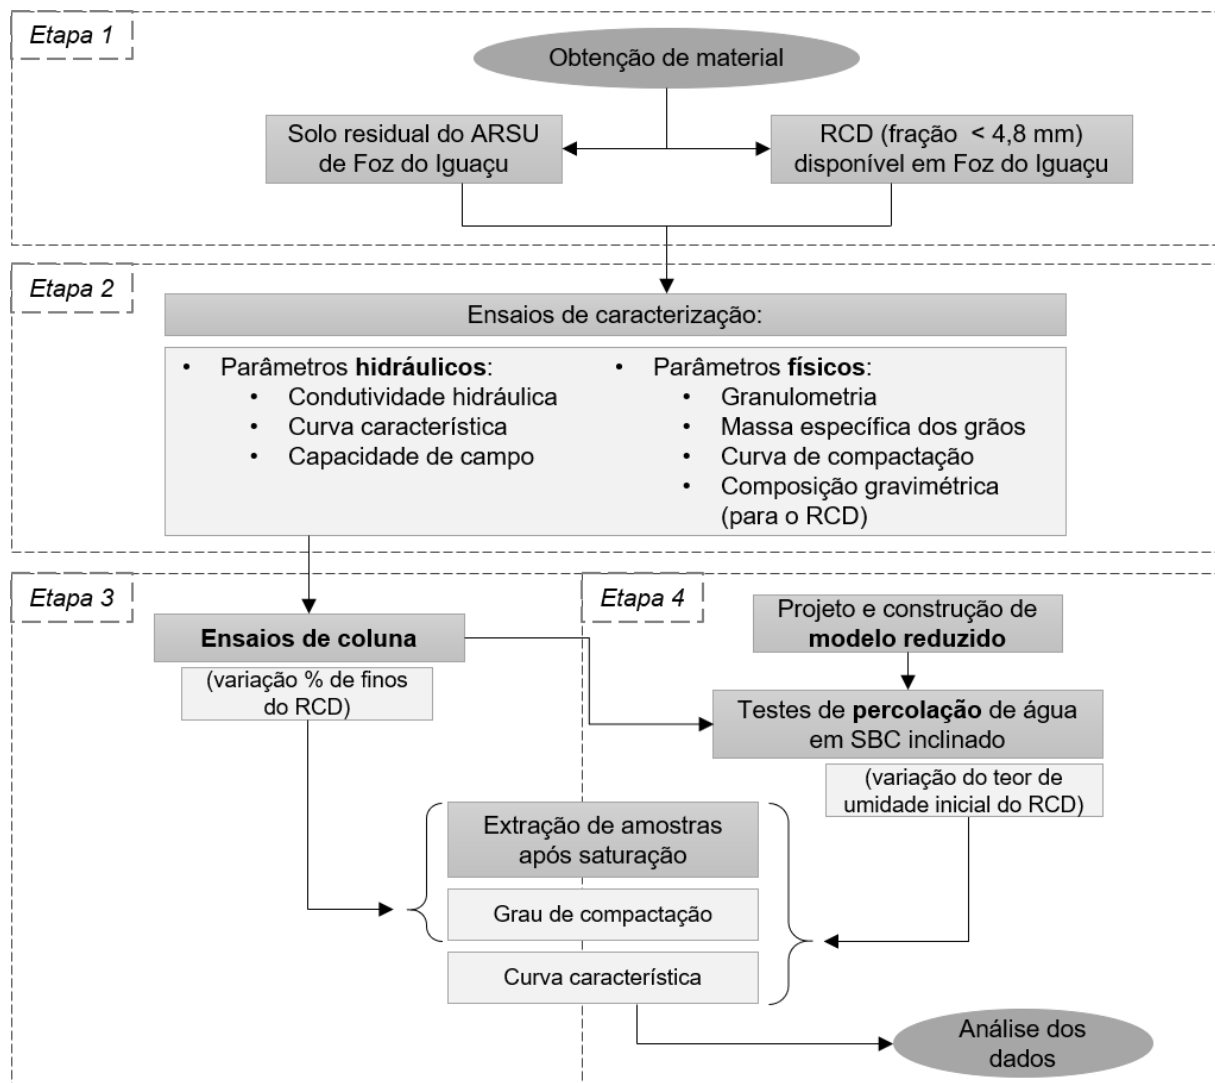 Etapa 1
Obtenção de material
Solo residual do ARSU
de Foz do Iguaçu
RCD (fração < 4,8 mm)
disponível em Foz do Iguaçu
Etapa 2
Ensaios de caracterização:
• Parâmetros hidráulicos:
• Condutividade hidráulica
• Curva característica
• Capacidade de campo
• Parâmetros físicos:
• Granulometria
• Massa específica dos grãos
• Curva de compactação
• Composição gravimétrica
(para o RCD)
Etapa 3
Ensaios de coluna
(variação % de finos
do RCD)
Etapa 4
Projeto e construção de
modelo reduzido
Testes de percolação de água
em SBC inclinado
(variação do teor de
umidade inicial do RCD)
Extração de amostras
após saturação
Grau de compactação
Curva característica
Análise dos
dados